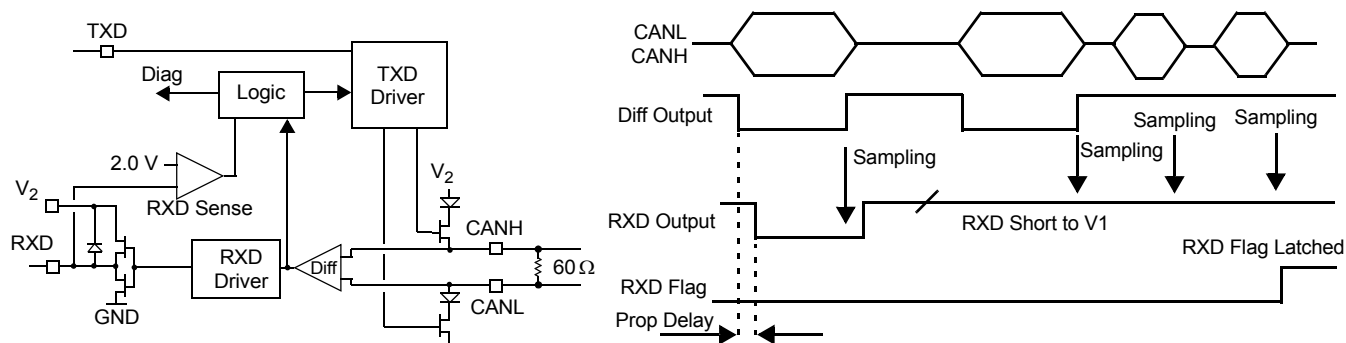 TXD
Diag
Logic
TXD
Driver
2.0 V
V2
RXD Sense
V2
RXD
RXD
Driver
Diff
CANH
60 Ω
CANL
GND
CANL
CANH
Diff Output
Sampling
Sampling
Sampling
Sampling
RXD Output
RXD Short to V1
RXD Flag Latched
RXD Flag
Prop Delay